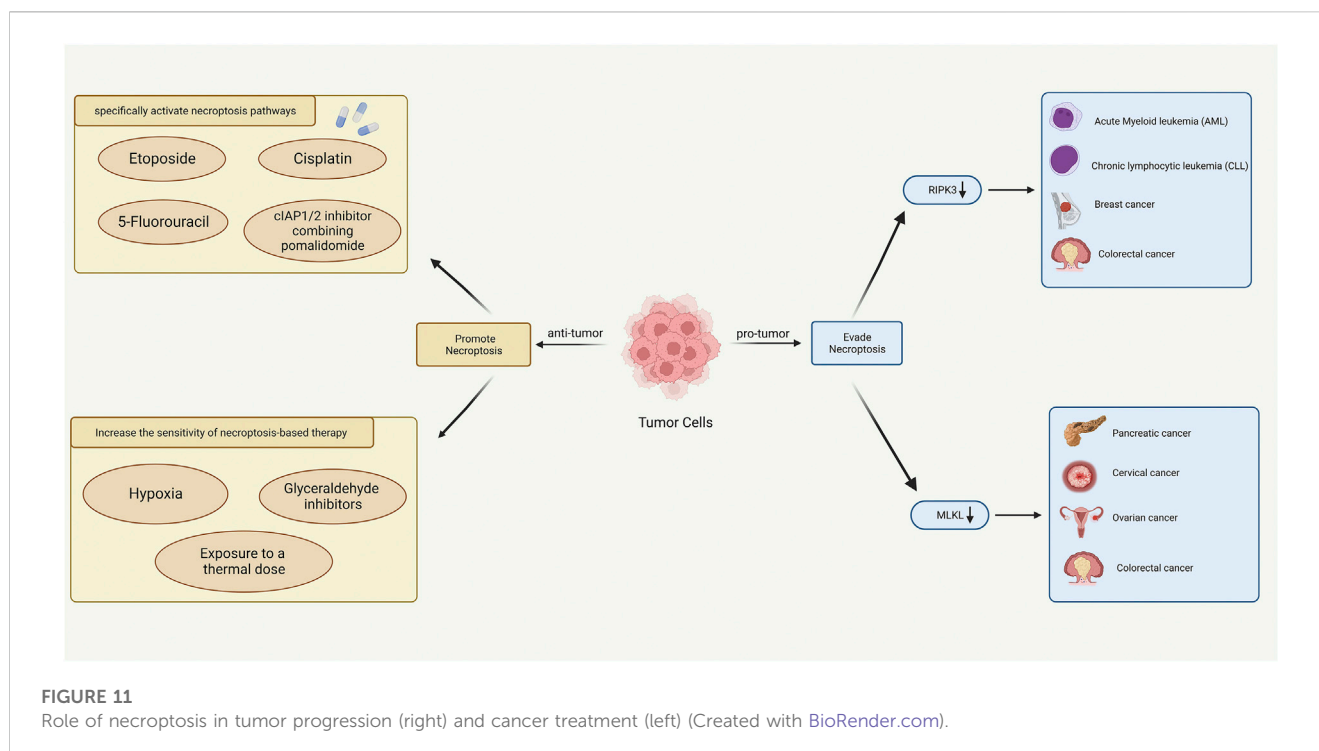 specifically activate necroptosis pathways
Etoposide
Cisplatin
5-Fluorouracil
cIAP1/2 inhibitor
combining
pomalidomide
Promote
Necroptosis
anti-tumor
Increase the sensitivity of necroptosis-based therapy
Hypoxia
Glyceraldehyde
inhibitors
Exposure to a
thermal dose
Tumor Cells
pro-tumor
Evade
Necroptosis
RIPK3
Acute Myeloid leukemia (AML)
Chronic lymphocytic leukemia (CLL)
Breast cancer
Colorectal cancer
MLKL
Pancreatic cancer
Cervical cancer
Ovarian cancer
Colorectal cancer
FIGURE 11
Role of necroptosis in tumor progression (right) and cancer treatment (left) (Created with BioRender.com).